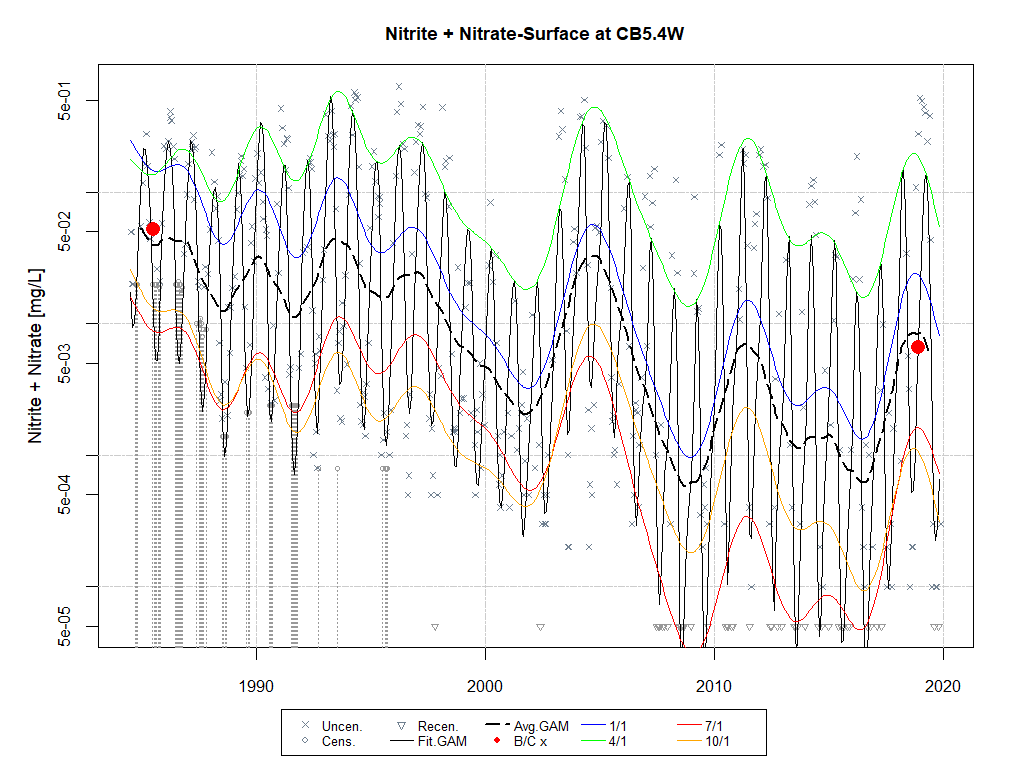 Nitrite + Nitrate-Surface at CB5.4W
Nitrite + Nitrate [mg/L]
5e-01
5e-02
5e-03
5e-04
5e-05
1990 2000 2010 2020
Uncen. Recen. Avg.GAM 1/1 7/1
Cens. Fit.GAM B/C x 4/1 10/1